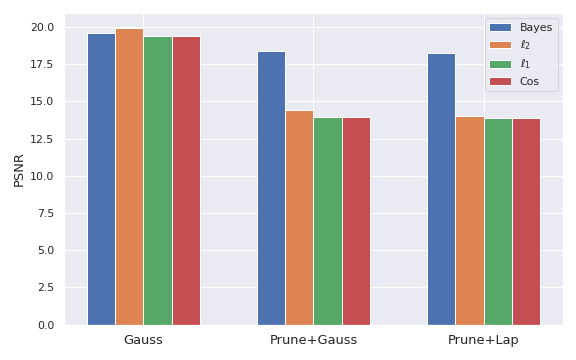 20.0
17.5
15.0
12.5
10.0
7.5
5.0
2.5
0.0
PSNR
Bayes
ℓ2
ℓ1
Cos
Gauss
Prune+Gauss
Prune+Lap